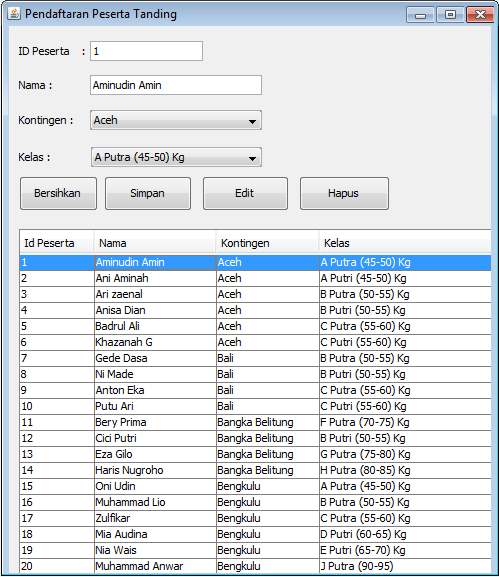 Pendaftaran Peserta Tanding
ID Peserta : 1
Nama : Aminudin Amin
Kontingen : Aceh
Kelas : A Putra (45-50) Kg
Bersihkan Simpan Edit Hapus
Id Peserta Nama Kontingen Kelas
1 Aminudin Amin Aceh A Putra (45-50) Kg
2 Ani Aminah Aceh A Putri (45-50) Kg
3 Ari zaenal Aceh B Putra (50-55) Kg
4 Anisa Dian Aceh B Putri (50-55) Kg
5 Badrul Ali Aceh C Putra (55-60) Kg
6 Khazanah G Aceh C Putri (55-60) Kg
7 Gede Dasa Bali B Putra (50-55) Kg
8 Ni Made Bali B Putri (50-55) Kg
9 Anton Eka Bali C Putra (55-60) Kg
10 Putu Ari Bali C Putri (55-60) Kg
11 Bery Prima Bangka Belitung F Putra (70-75) Kg
12 Cici Putri Bangka Belitung B Putri (50-55) Kg
13 Eza Gilo Bangka Belitung G Putra (75-80) Kg
14 Haris Nugroho Bangka Belitung H Putra (80-85) Kg
15 Oni Udin Bengkulu A Putra (45-50) Kg
16 Muhammad Lio Bengkulu B Putra (50-55) Kg
17 Zulfikar Bengkulu C Putra (55-60) Kg
18 Mia Audina Bengkulu D Putri (60-65) Kg
19 Nia Wais Bengkulu E Putri (65-70) Kg
20 Muhammad Anwar Bengkulu J Putra (90-95)